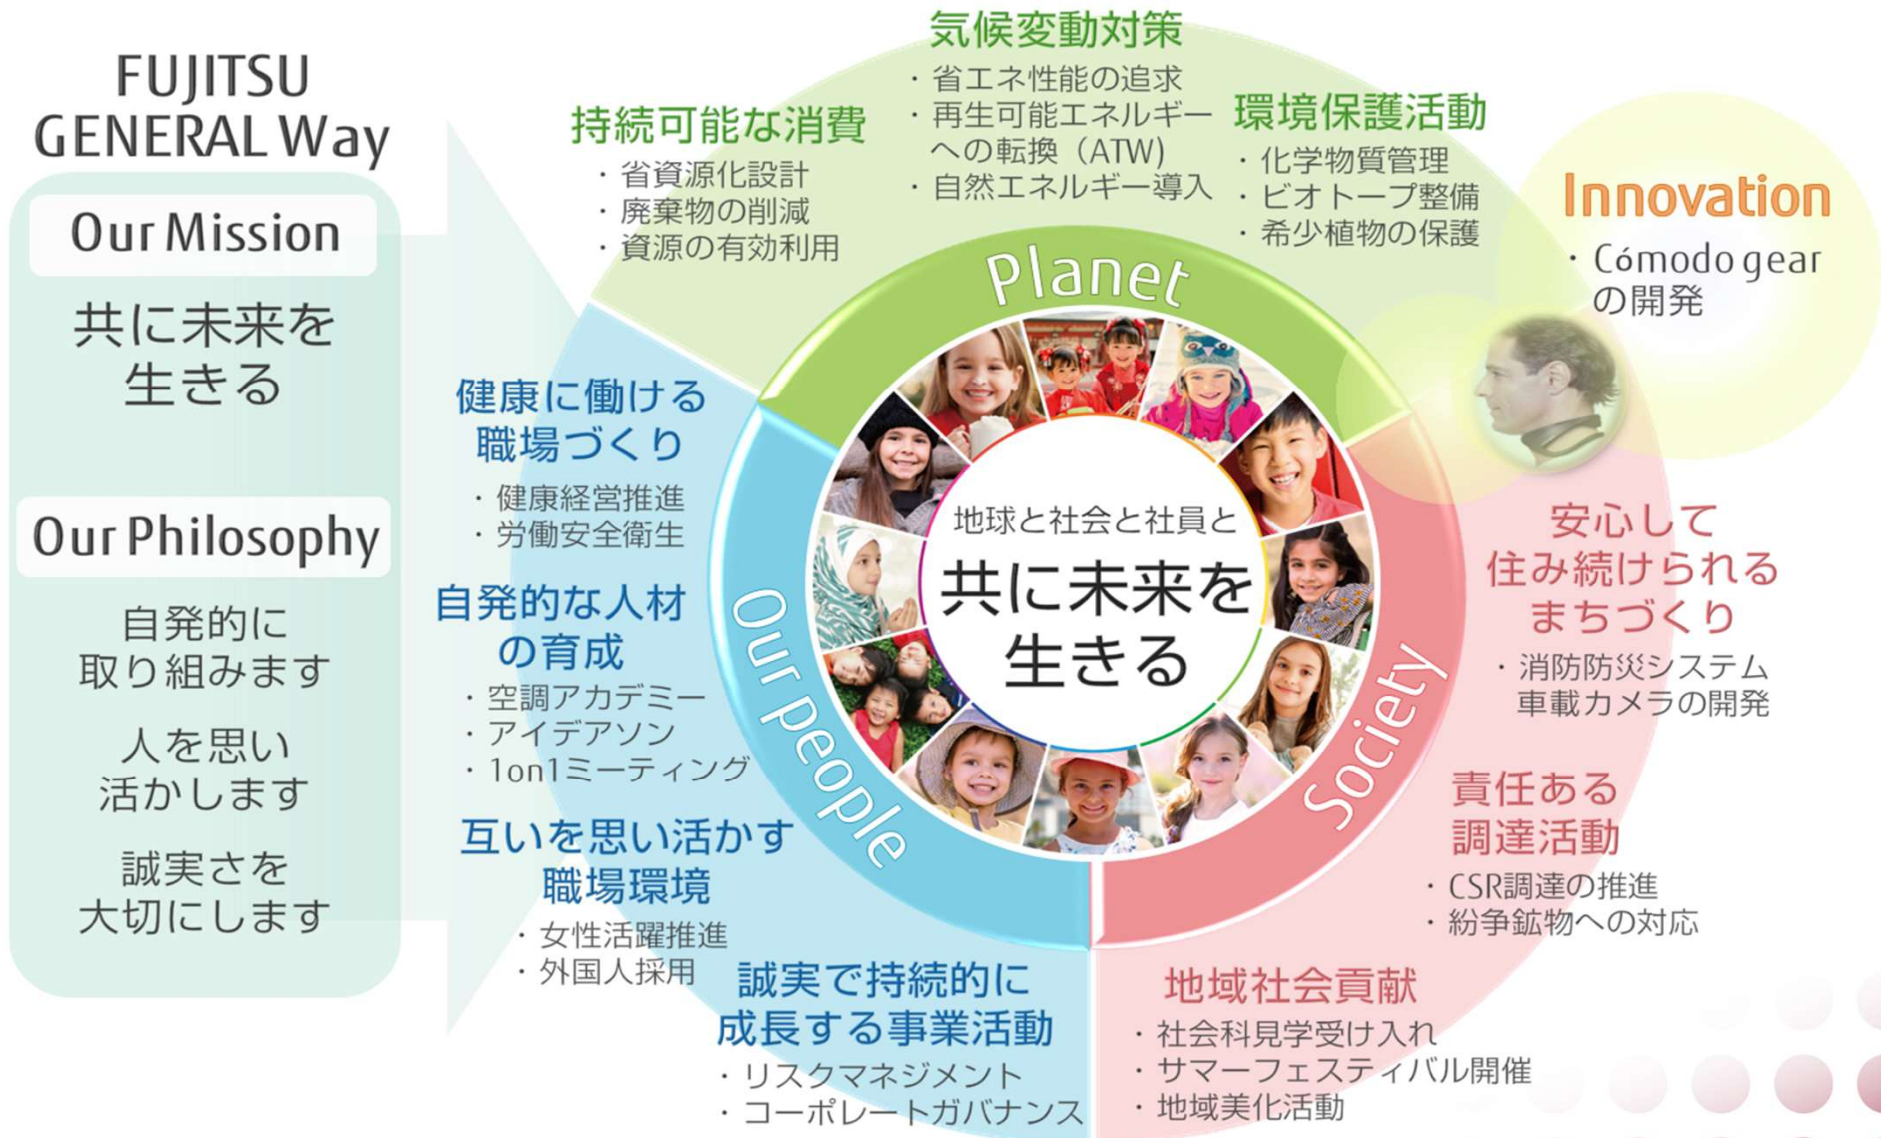 FUJITSU
GENERAL Way
Our Mission
共に未来を
生きる
Our Philosophy
自発的に
取り組みます
人を思い
活かします
誠実さを
大切にします
気候変動対策
・省エネ性能の追求
・再生可能エネルギー
への転換（ATW)
・自然エネルギー導入
持続可能な消費
・省資源化設計
・廃棄物の削減
・資源の有効利用
環境保護活動
・化学物質管理
・ビオトープ整備
・希少植物の保護
Innovation
・Cómodo gear
の開発
Planet
健康に働ける
職場づくり
・健康経営推進
・労働安全衛生
自発的な人材
の育成
・空調アカデミー
・アイデアソン
・1on1ミーティング
互いを思い活かす
職場環境
・女性活躍推進
・外国人採用
誠実で持続的に
成長する事業活動
・リスクマネジメント
・コーポレートガバナンス
Our people
地球と社会と社員と
共に未来を
生きる
Society
安心して
住み続けられる
まちづくり
・消防防災システム
車載カメラの開発
責任ある
調達活動
・CSR調達の推進
・紛争鉱物への対応
地域社会貢献
・社会科見学受け入れ
・サマーフェスティバル開催
・地域美化活動